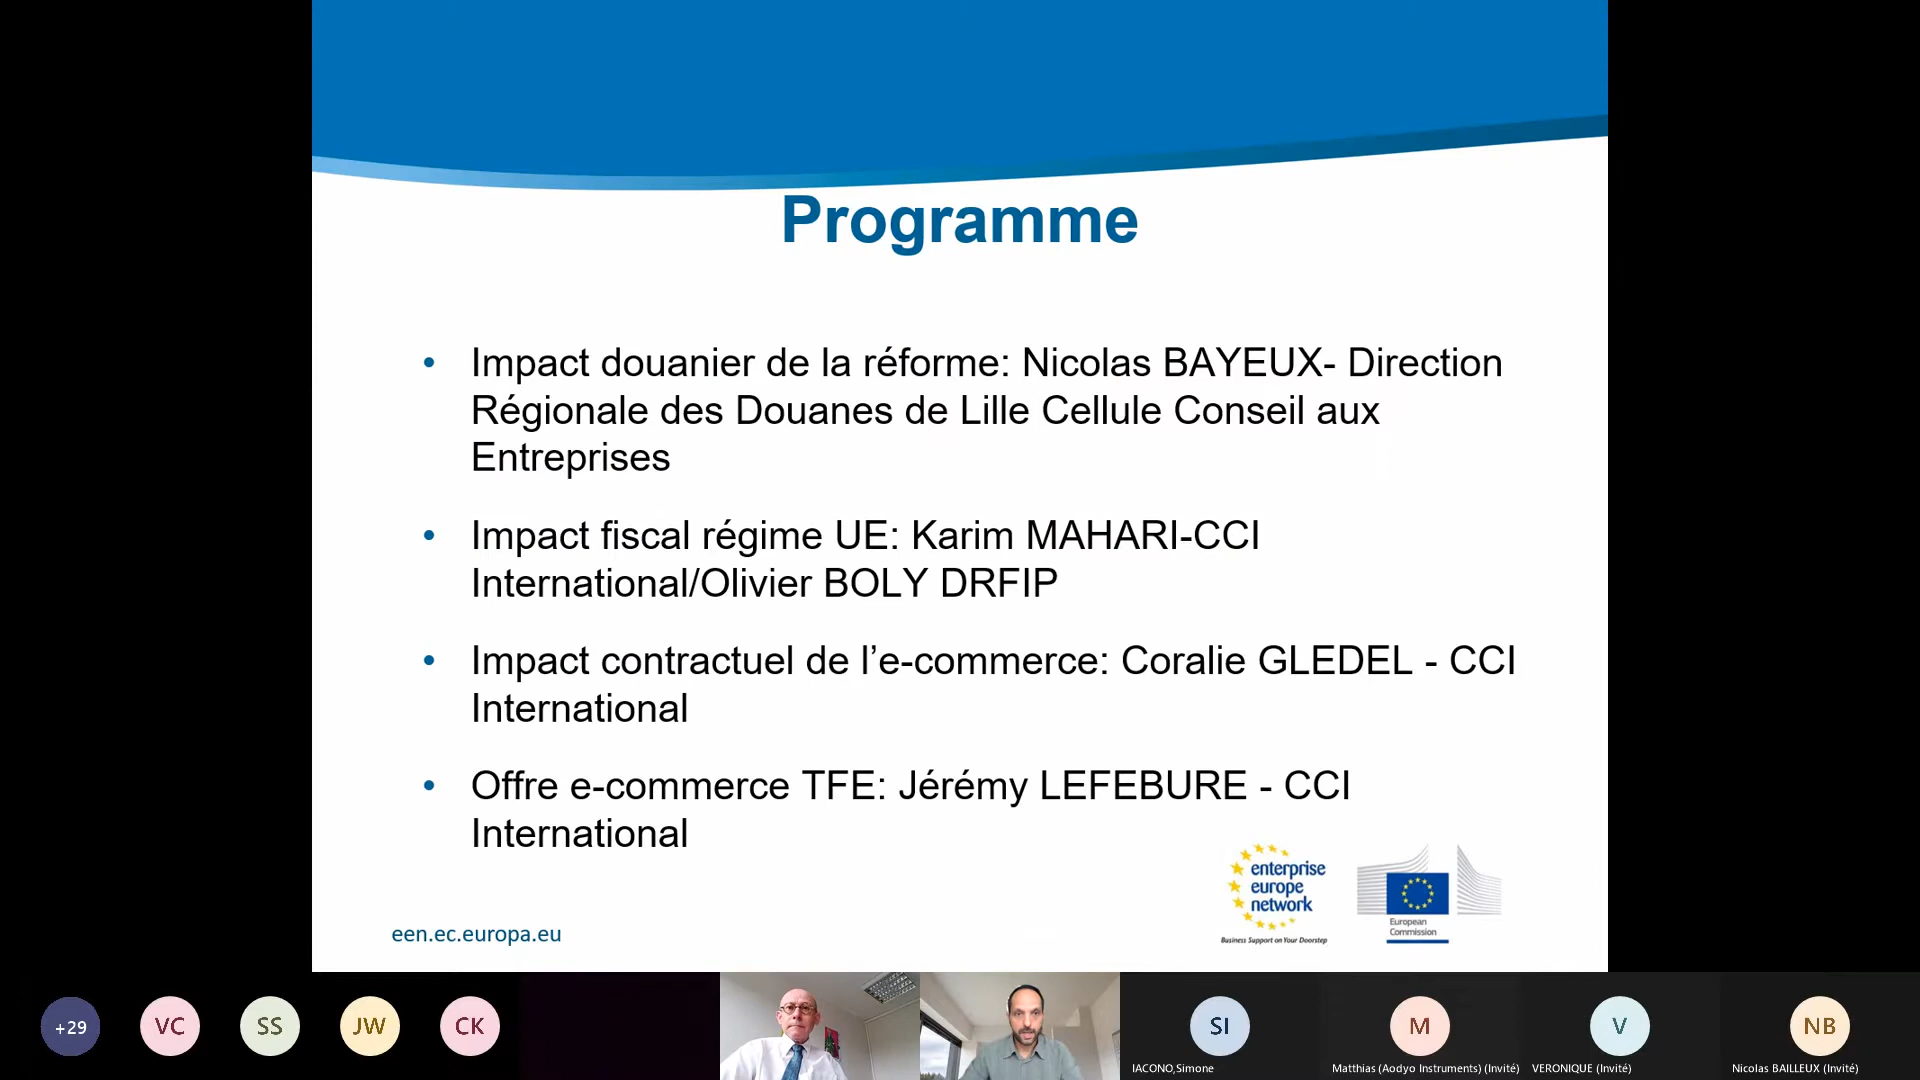 Programme
• Impact douanier de la réforme: Nicolas BAYEUX- Direction
Régionale des Douanes de Lille Cellule Conseil aux
Entreprises
• Impact fiscal régime UE: Karim MAHARI-CCI
International/Olivier BOLY DRFIP
• Impact contractuel de l’e-commerce: Coralie GLEDEL - CCI
International
• Offre e-commerce TFE: Jérémy LEFEBURE - CCI
International
enterprise
europe
network
Business Support on Your Doorstep
European
Commission
een.ec.europa.eu
+29
VC
SS
JW
CK
SI
M
V
NB
IACONO,Simone
Matthias (Aodyo Instruments) (Invité)
VERONIQUE (Invité)
Nicolas BAILLEUX (Invité)